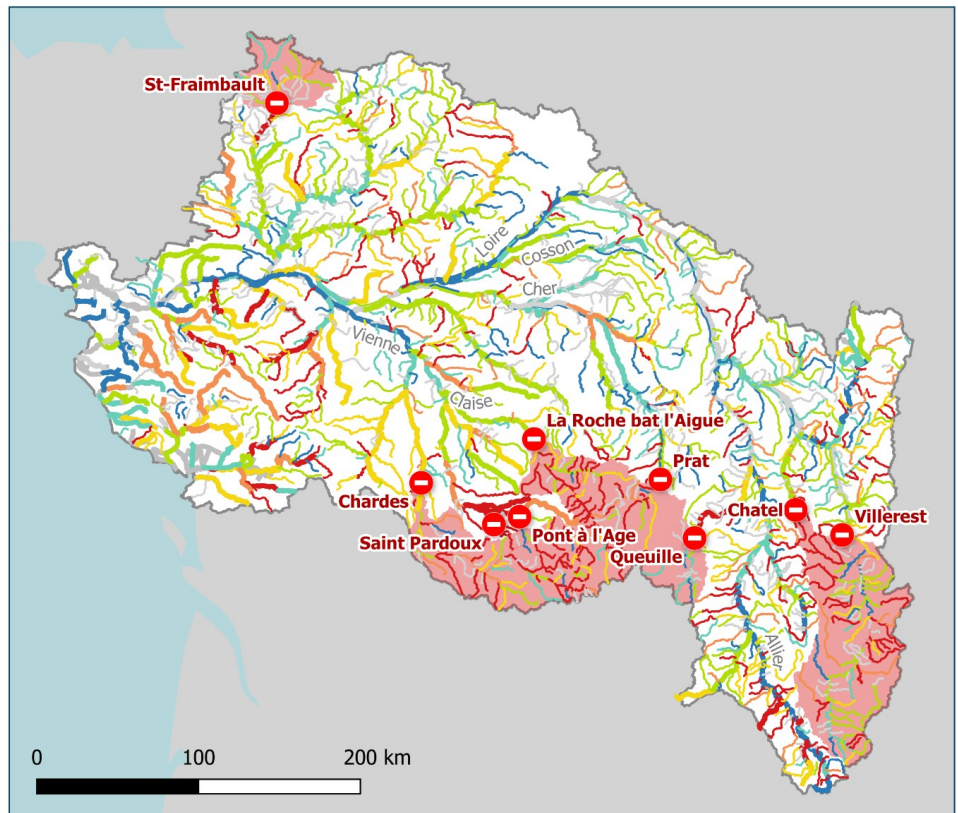 St-Fraimbault
Loire
Cosson
Cher
Vienne
Claise
La Roche bat l'Aigue
Prat
Chardes
Chatel
Villerest
Saint Pardoux
Pont à l'Age
Queuille
Allier
0 100 200 km